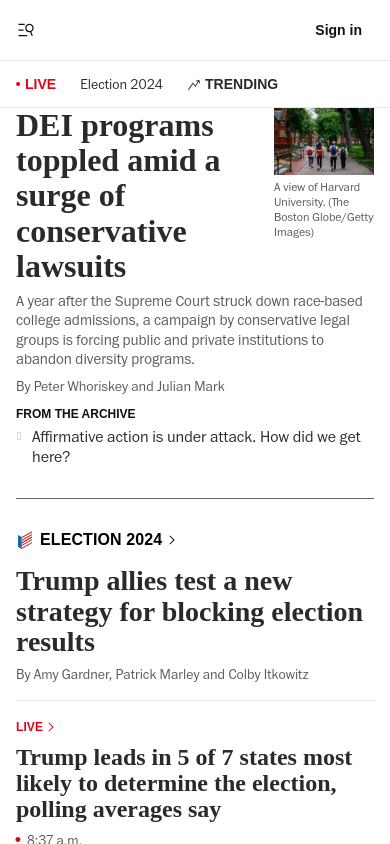 Sign in
LIVE
Election 2024
TRENDING
DEI programs
toppled amid a
surge of
conservative
lawsuits
A view of Harvard
University. (The
Boston Globe/Getty
Images)
A year after the Supreme Court struck down race-based
college admissions, a campaign by conservative legal
groups is forcing public and private institutions to
abandon diversity programs.
By Peter Whoriskey and Julian Mark
FROM THE ARCHIVE
Affirmative action is under attack. How did we get
here?
ELECTION 2024
Trump allies test a new
strategy for blocking election
results
By Amy Gardner, Patrick Marley and Colby Itkowitz
LIVE
Trump leads in 5 of 7 states most
likely to determine the election,
polling averages say
8:37 a.m.